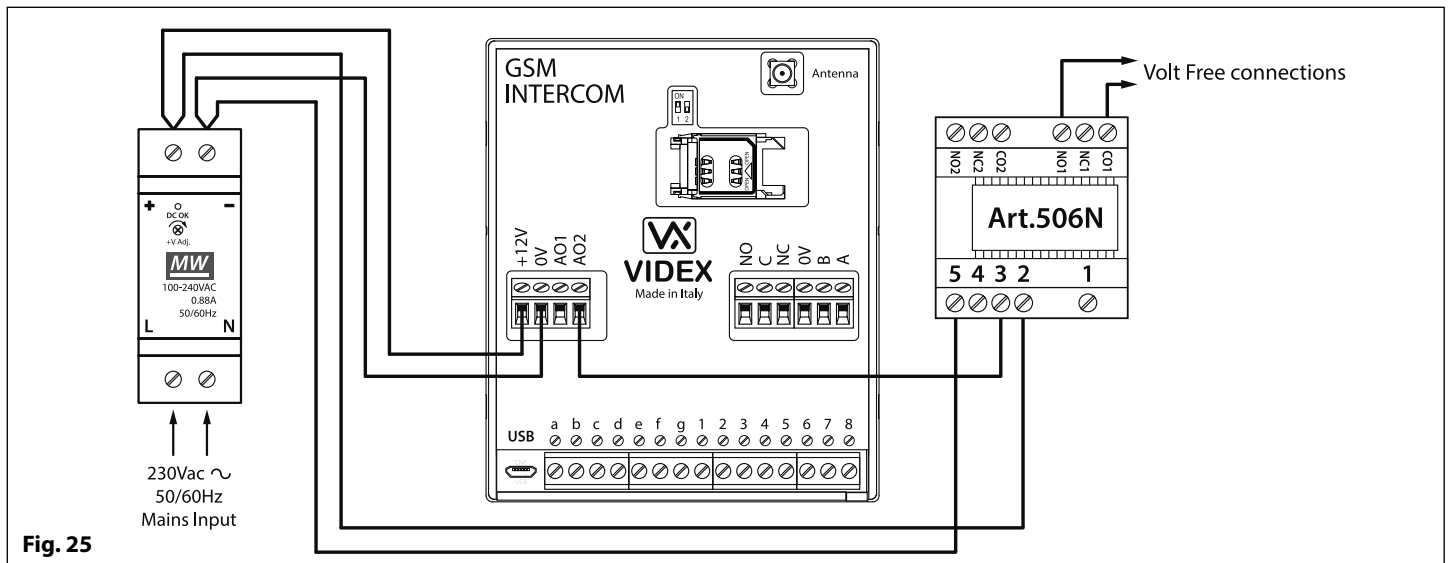 GSM
INTERCOM
ON
1 2
OPEN
OPEN
Antenna
+12V
0V
AO1
AO2
VX
VIDEX
Made in Italy
NO
C
NC
0V
B
A
USB
a b c d e f g 1 2 3 4 5 6 7 8
+ −
DC OK
+V Adj.
MW
100-240VAC
0.88A
50/60Hz
L N
230Vac ∿
50/60Hz
Mains Input
Volt Free connections
NO2
NC2
CO2
NO1
NC1
CO1
Art.506N
5 4 3 2 1
Fig. 25